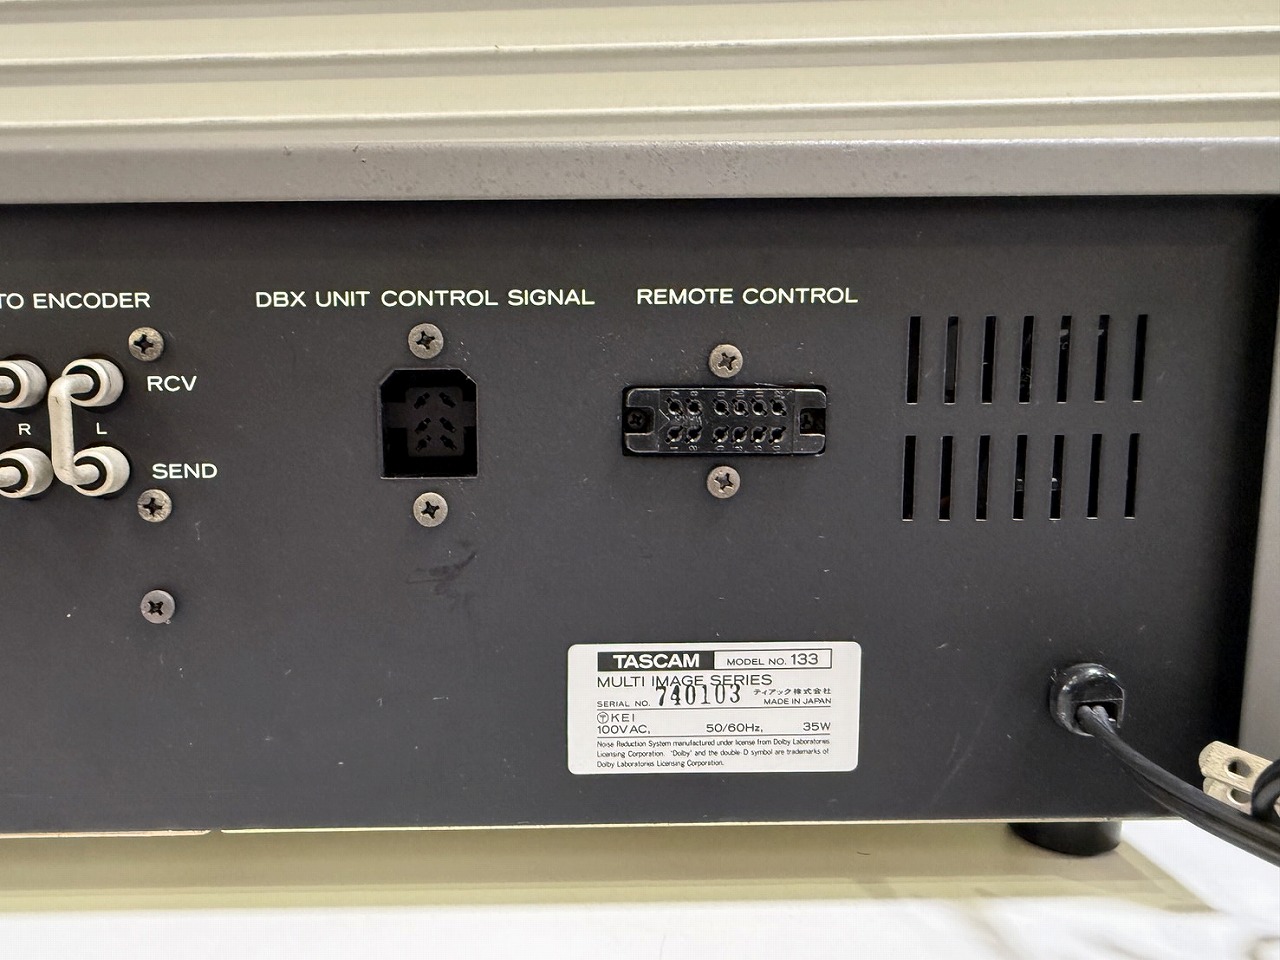 TO ENCODER
DBX UNIT CONTROL SIGNAL
REMOTE CONTROL
RCV
R L
SEND
TASCAM MODEL NO. 133
MULTI IMAGE SERIES
SERIAL NO. 740103 ティアック株式会社
MADE IN JAPAN
KEI
100V AC, 50/60Hz, 35W
Noise Reduction System manufactured under license from Dolby Laboratories
Licensing Corporation. "Dolby" and the double D symbol are trademarks of
Dolby Laboratories Licensing Corporation.